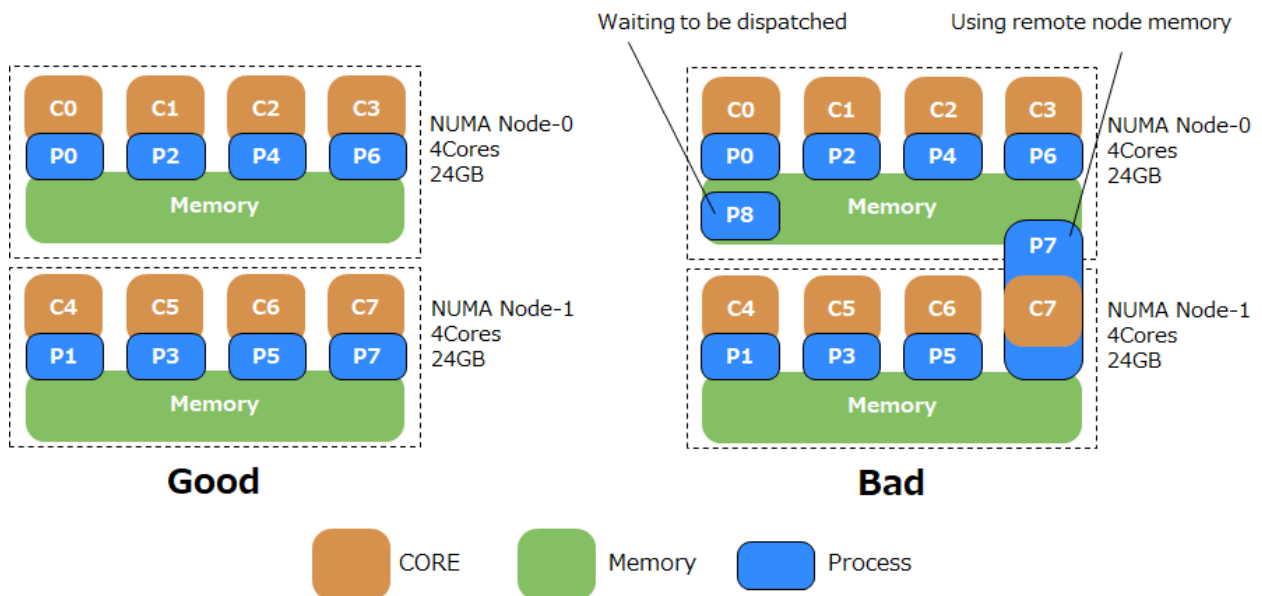 Waiting to be dispatched
Using remote node memory
C0 C1 C2 C3
P0 P2 P4 P6
Memory
NUMA Node-0
4Cores
24GB
C4 C5 C6 C7
P1 P3 P5 P7
Memory
NUMA Node-1
4Cores
24GB
Good
C0 C1 C2 C3
P0 P2 P4 P6
P8
Memory
P7
NUMA Node-0
4Cores
24GB
C4 C5 C6 C7
P1 P3 P5
Memory
NUMA Node-1
4Cores
24GB
Bad
CORE
Memory
Process